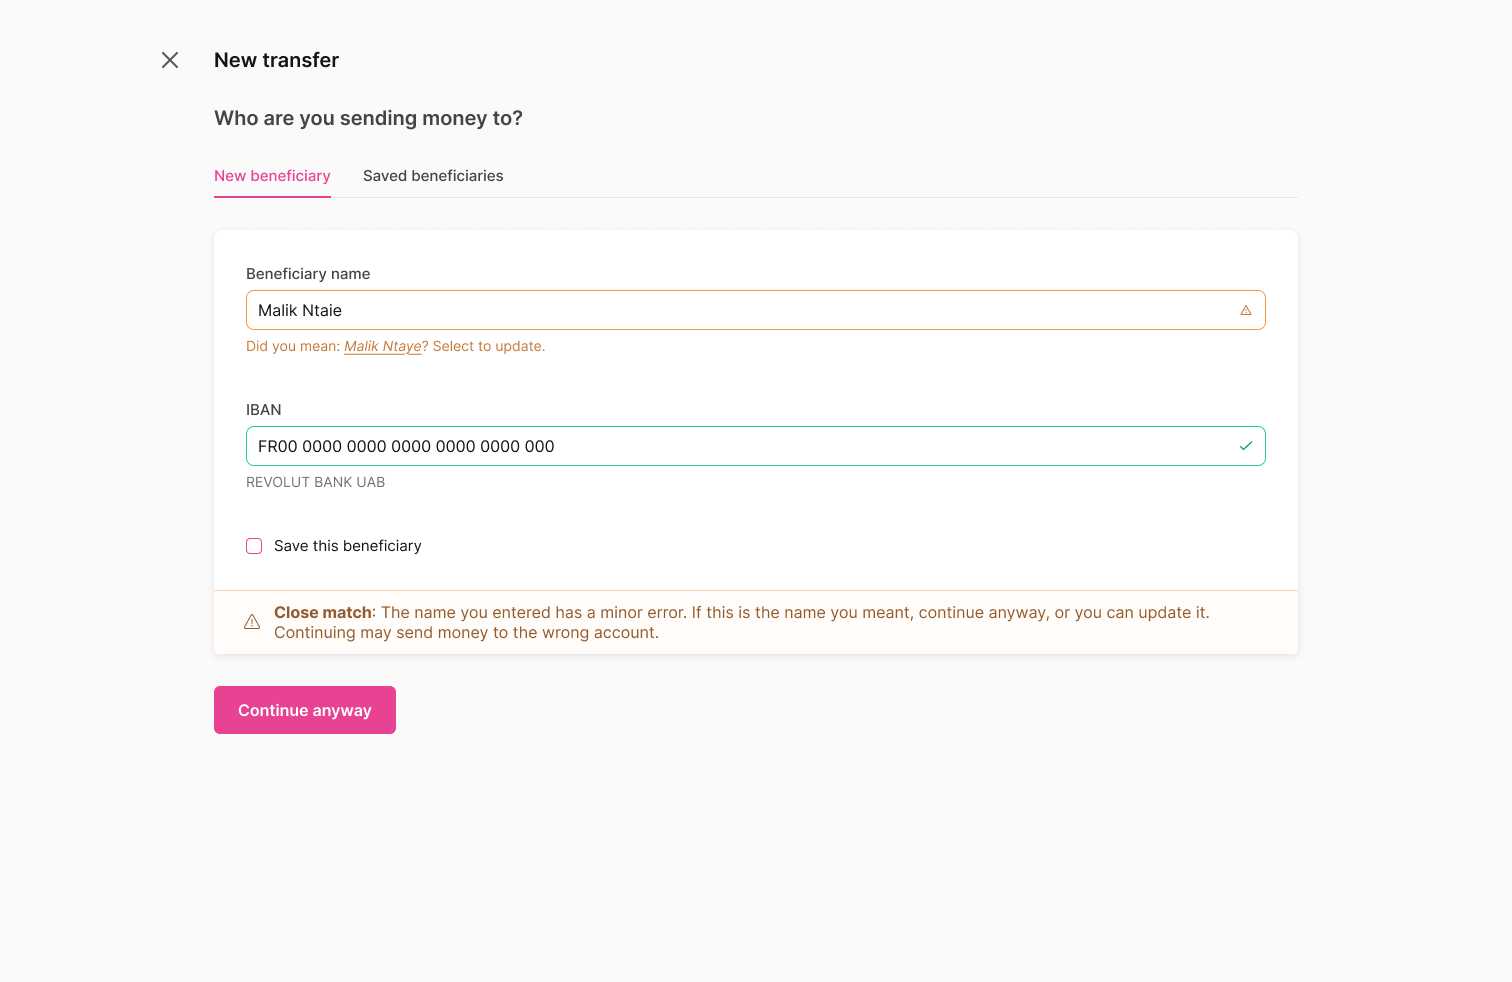 New transfer
Who are you sending money to?
New beneficiary Saved beneficiaries
Beneficiary name
Malik Ntaie
Did you mean: Malik Ntaye? Select to update.
IBAN
FR00 0000 0000 0000 0000 0000 000
REVOLUT BANK UAB
Save this beneficiary
Close match: The name you entered has a minor error. If this is the name you meant, continue anyway, or you can update it.
Continuing may send money to the wrong account.
Continue anyway